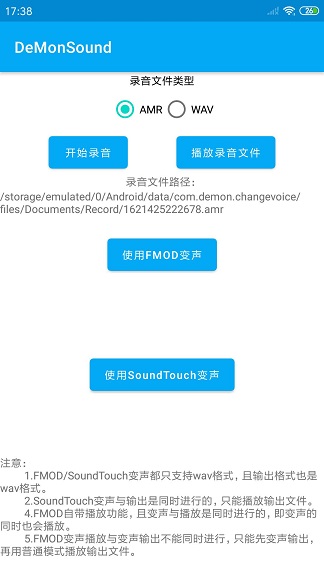 17:38
26
DeMonSound
录音文件类型
AMR WAV
开始录音 播放录音文件
录音文件路径：
/storage/emulated/0/Android/data/com.demon.changevoice/
files/Documents/Record/1621425222678.amr
使用FMOD变声
使用SoundTouch变声
注意：
1.FMOD/SoundTouch变声都只支持wav格式，且输出格式也是
wav格式。
2.SoundTouch变声与输出是同时进行的，只能播放输出文件。
4.FMOD自带播放功能，且变声与播放是同时进行的，即变声的
同时也会播放。
5.FMOD变声播放与变声输出不能同时进行，只能先变声输出，
再用普通模式播放输出文件。